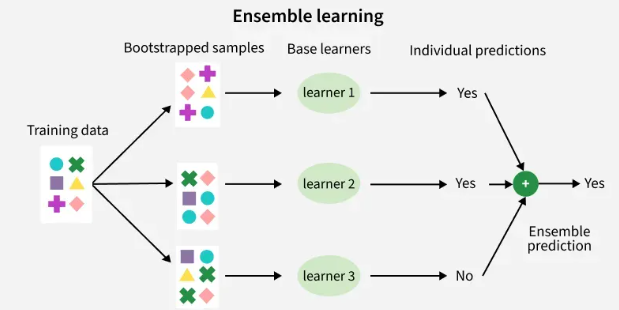 Ensemble learning
Bootstrapped samples
Base learners
Individual predictions
Training data
learner 1
Yes
learner 2
Yes
+
Yes
Ensemble
prediction
learner 3
No